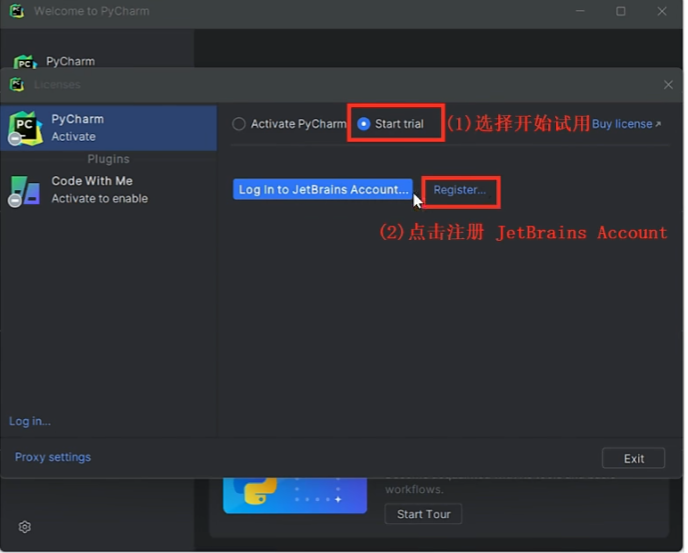 Welcome to PyCharm
PyCharm
Licenses
PyCharm
Activate
Plugins
Code With Me
Activate to enable
Activate PyCharm
Start trial
(1)选择开始试用
Buy license
Log In to JetBrains Account...
Register...
(2)点击注册 JetBrains Account
Log in...
Proxy settings
Exit
workflows.
Start Tour